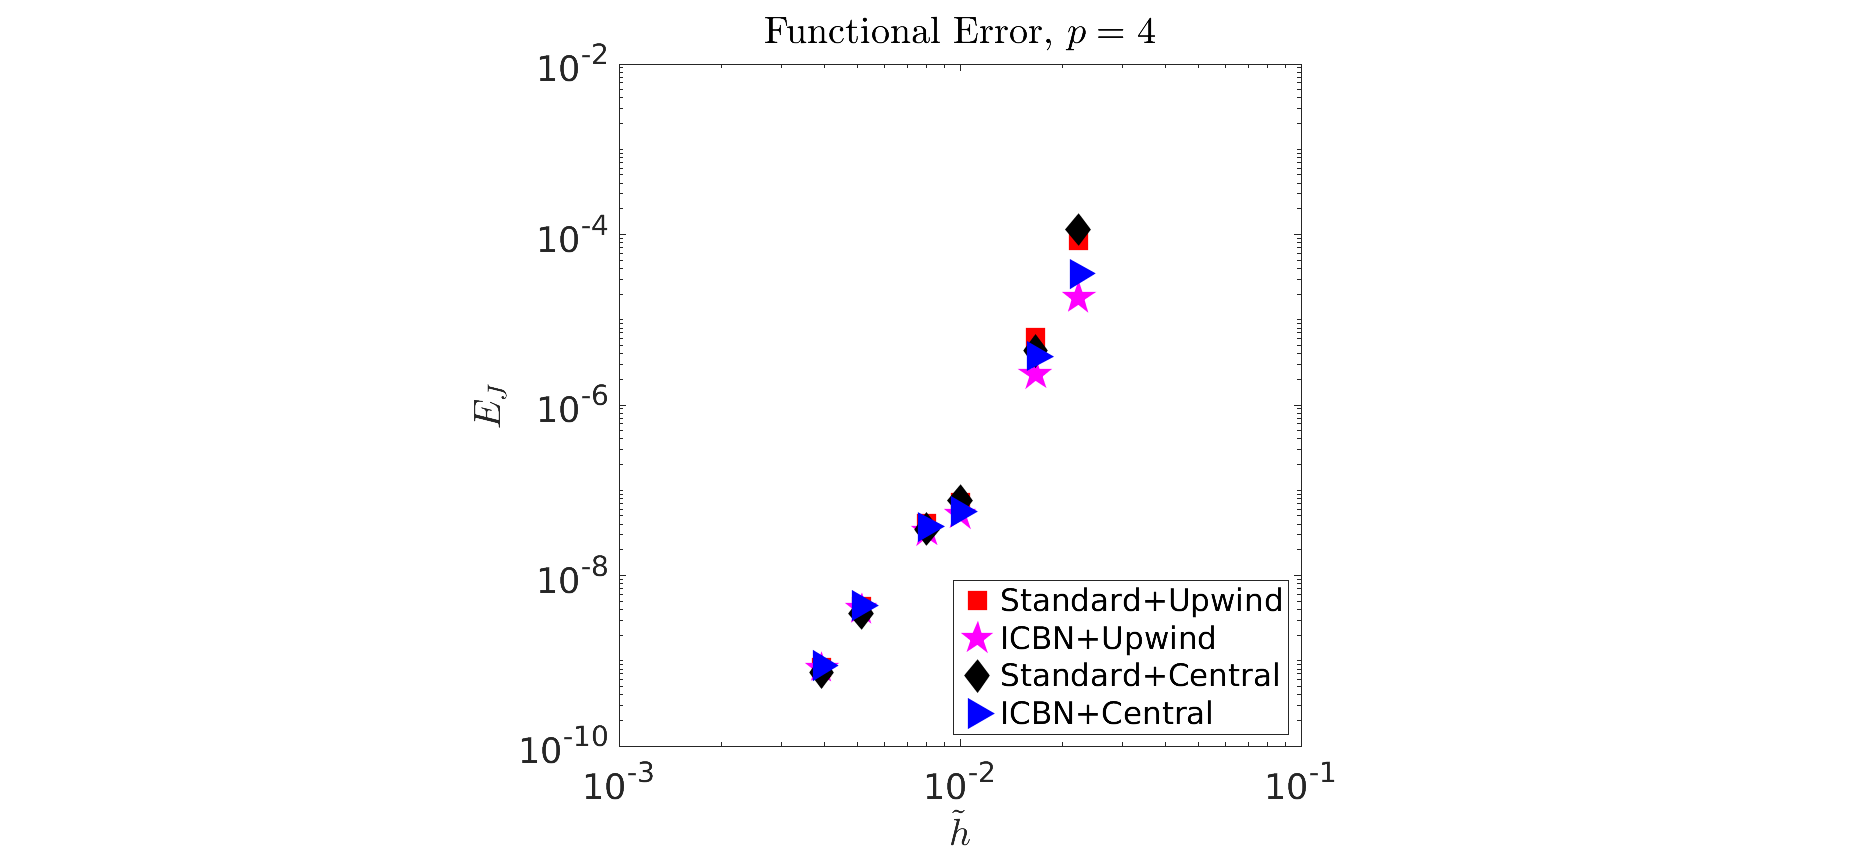 Functional Error, p = 4
10^-2
10^-4
10^-6
10^-8
10^-10
E_J
Standard+Upwind
ICBN+Upwind
Standard+Central
ICBN+Central
10^-3 10^-2 10^-1
h̃